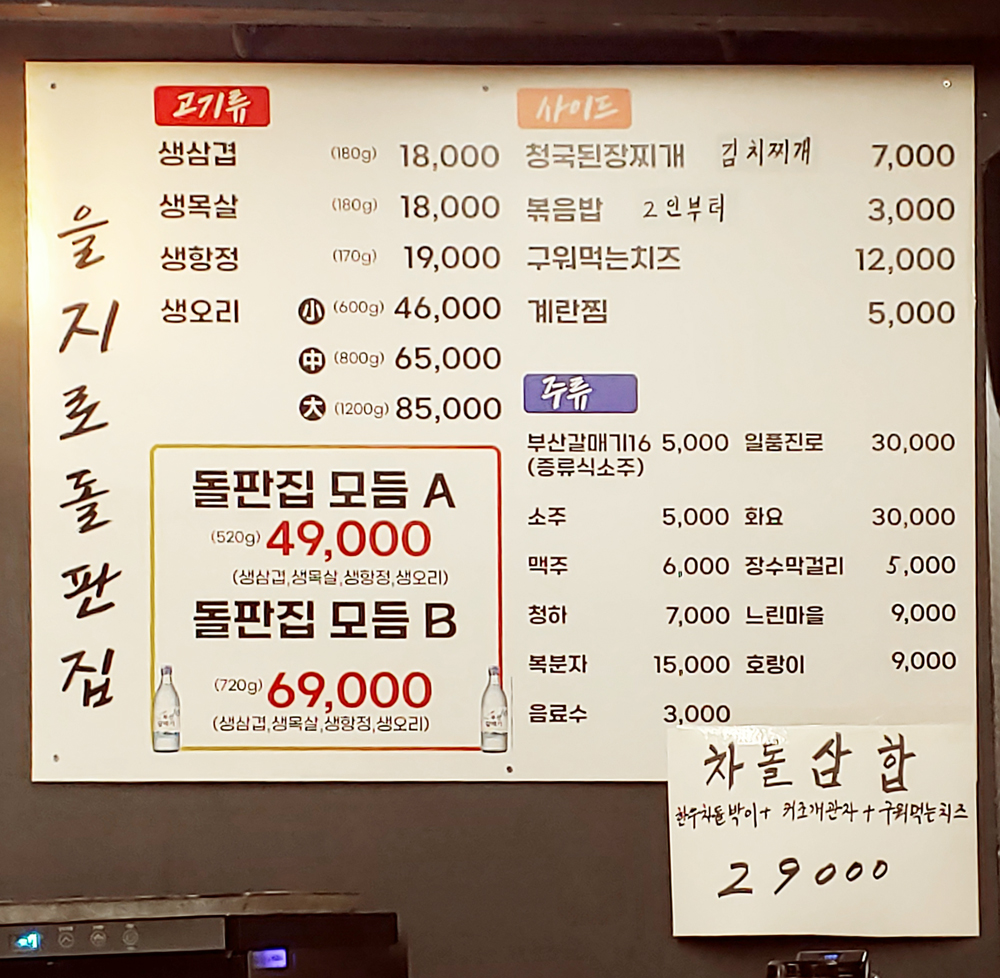 을지로돌판집
고기류
생삼겹 (180g) 18,000
생목살 (180g) 18,000
생항정 (170g) 19,000
생오리 小 (600g) 46,000
中 (800g) 65,000
大 (1200g) 85,000
돌판집 모듬 A
(520g) 49,000
(생삼겹,생목살,생항정,생오리)
돌판집 모듬 B
(720g) 69,000
(생삼겹,생목살,생항정,생오리)
사이드
청국된장찌개 김치찌개 7,000
볶음밥 2인부터 3,000
구워먹는치즈 12,000
계란찜 5,000
주류
부산갈매기16 5,000 일품진로 30,000
(증류식소주)
소주 5,000 화요 30,000
맥주 6,000 장수막걸리 5,000
청하 7,000 느린마을 9,000
복분자 15,000 호랑이 9,000
음료수 3,000
차돌삼합
한우차돌박이+ 키조개관자+구워먹는치즈
29000